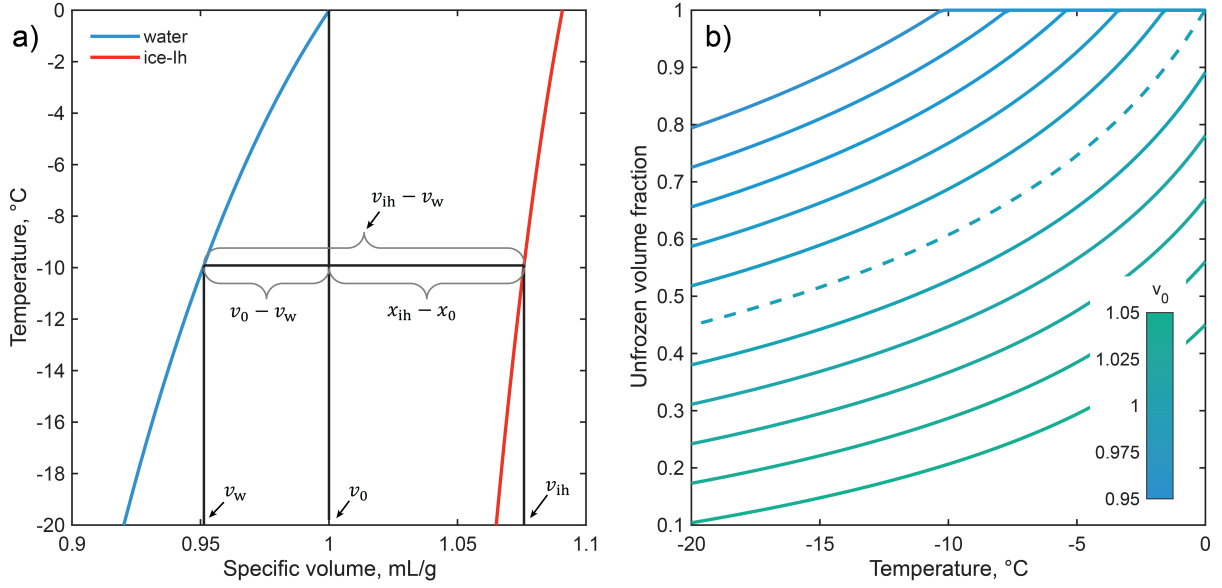 a)
water
ice-Ih
0
-2
-4
-6
-8
-10
-12
-14
-16
-18
-20
Temperature, °C
0.9
0.95
1
1.05
1.1
Specific volume, mL/g
v_ih − v_w
v_0 − v_w
x_ih − x_0
v_w
v_0
v_ih
b)
1
0.9
0.8
0.7
0.6
0.5
0.4
0.3
0.2
0.1
Unfrozen volume fraction
-20
-15
-10
-5
0
Temperature, °C
v_0
1.05
1.025
1
0.975
0.95